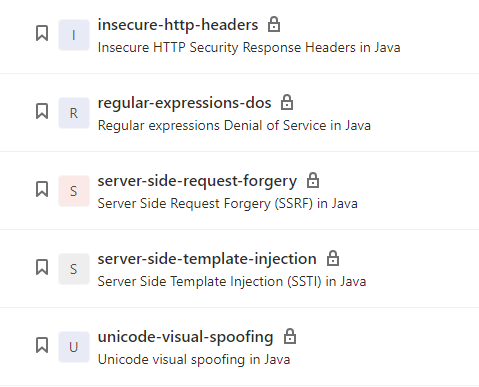 insecure-http-headers
I
Insecure HTTP Security Response Headers in Java
regular-expressions-dos
R
Regular expressions Denial of Service in Java
server-side-request-forgery
S
Server Side Request Forgery (SSRF) in Java
server-side-template-injection
S
Server Side Template Injection (SSTI) in Java
unicode-visual-spoofing
U
Unicode visual spoofing in Java